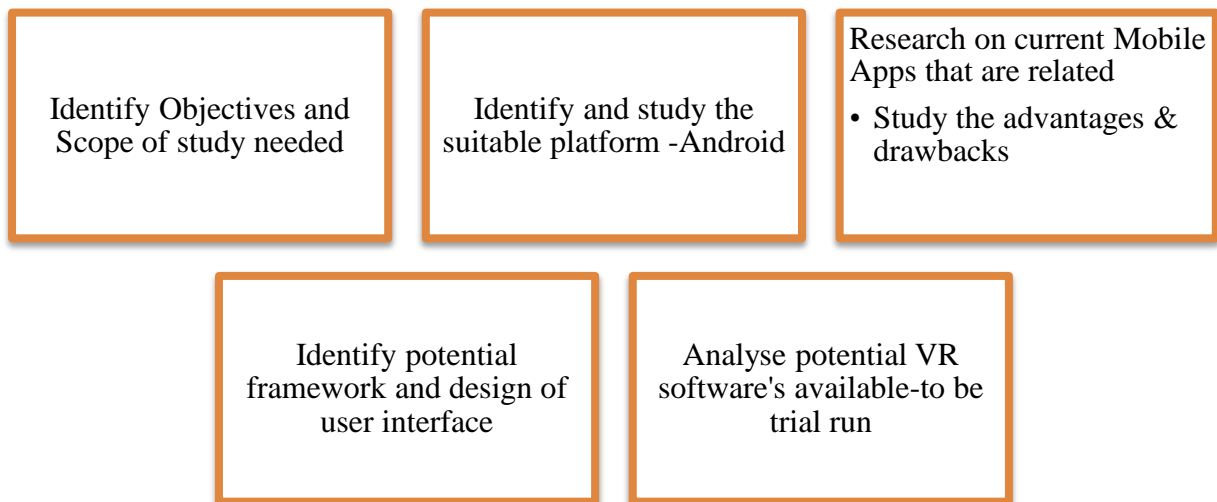 Identify Objectives and
Scope of study needed
Identify and study the
suitable platform -Android
Research on current Mobile
Apps that are related
• Study the advantages &
drawbacks
Identify potential
framework and design of
user interface
Analyse potential VR
software's available-to be
trial run